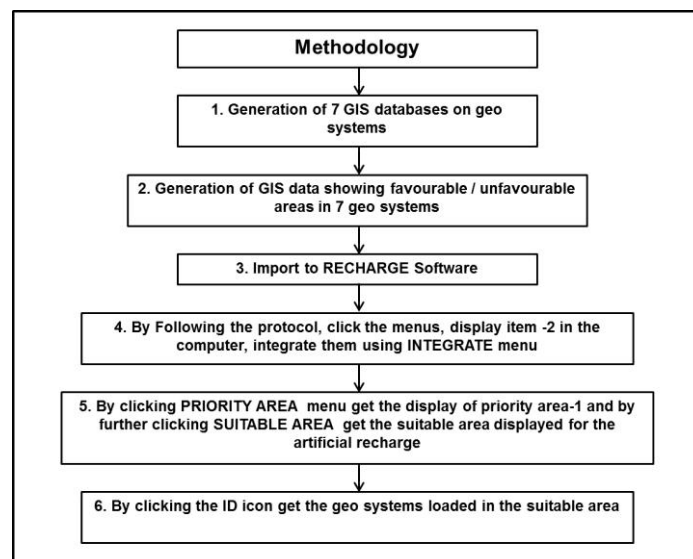 Methodology
1. Generation of 7 GIS databases on geo
systems
2. Generation of GIS data showing favourable / unfavourable
areas in 7 geo systems
3. Import to RECHARGE Software
4. By Following the protocol, click the menus, display item -2 in the
computer, integrate them using INTEGRATE menu
5. By clicking PRIORITY AREA menu get the display of priority area-1 and by
further clicking SUITABLE AREA get the suitable area displayed for the
artificial recharge
6. By clicking the ID icon get the geo systems loaded in the suitable area